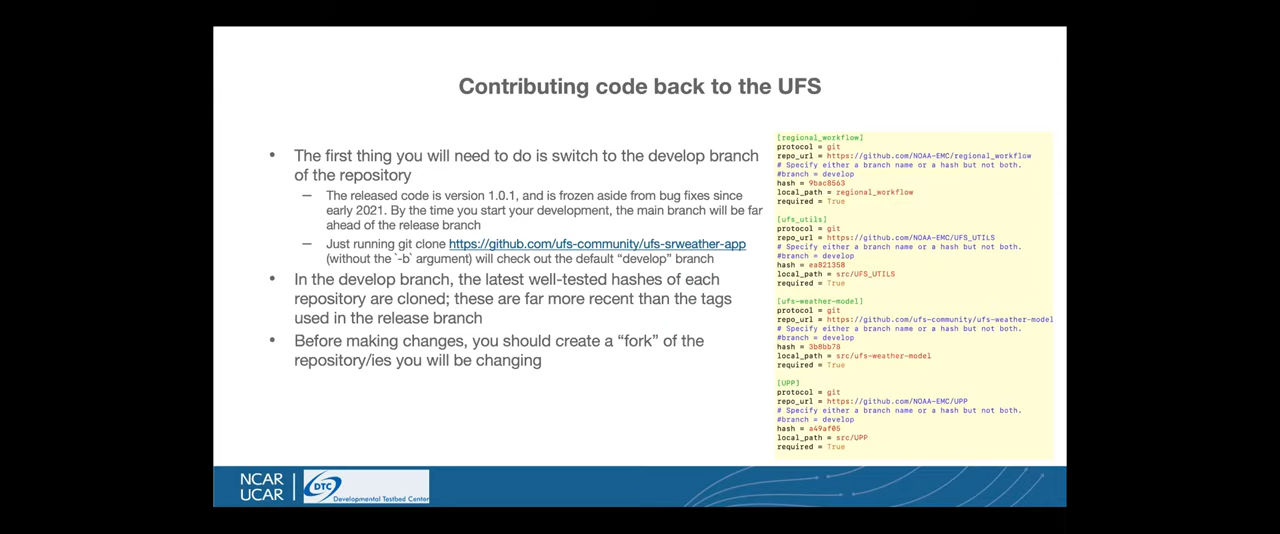 Contributing code back to the UFS
• The first thing you will need to do is switch to the develop branch
of the repository
– The released code is version 1.0.1, and is frozen aside from bug fixes since
early 2021. By the time you start your development, the main branch will be far
ahead of the release branch
– Just running git clone https://github.com/ufs-community/ufs-srweather-app
(without the `-b` argument) will check out the default “develop” branch
• In the develop branch, the latest well-tested hashes of each
repository are cloned; these are far more recent than the tags
used in the release branch
• Before making changes, you should create a “fork” of the
repository/ies you will be changing
[regional_workflow]
protocol = git
repo_url = https://github.com/NOAA-EMC/regional_workflow
# Specify either a branch name or a hash but not both.
#branch = develop
hash = 9bac8563
local_path = regional_workflow
required = True
[ufs_utils]
protocol = git
repo_url = https://github.com/NOAA-EMC/UFS_UTILS
# Specify either a branch name or a hash but not both.
#branch = develop
hash = ea821358
local_path = src/UFS_UTILS
required = True
[ufs-weather-model]
protocol = git
repo_url = https://github.com/ufs-community/ufs-weather-model
# Specify either a branch name or a hash but not both.
#branch = develop
hash = 3b8bb78
local_path = src/ufs-weather-model
required = True
[UPP]
protocol = git
repo_url = https://github.com/NOAA-EMC/UPP
# Specify either a branch name or a hash but not both.
#branch = develop
hash = a49af05
local_path = src/UPP
required = True
NCAR
UCAR
DTC
Developmental Testbed Center